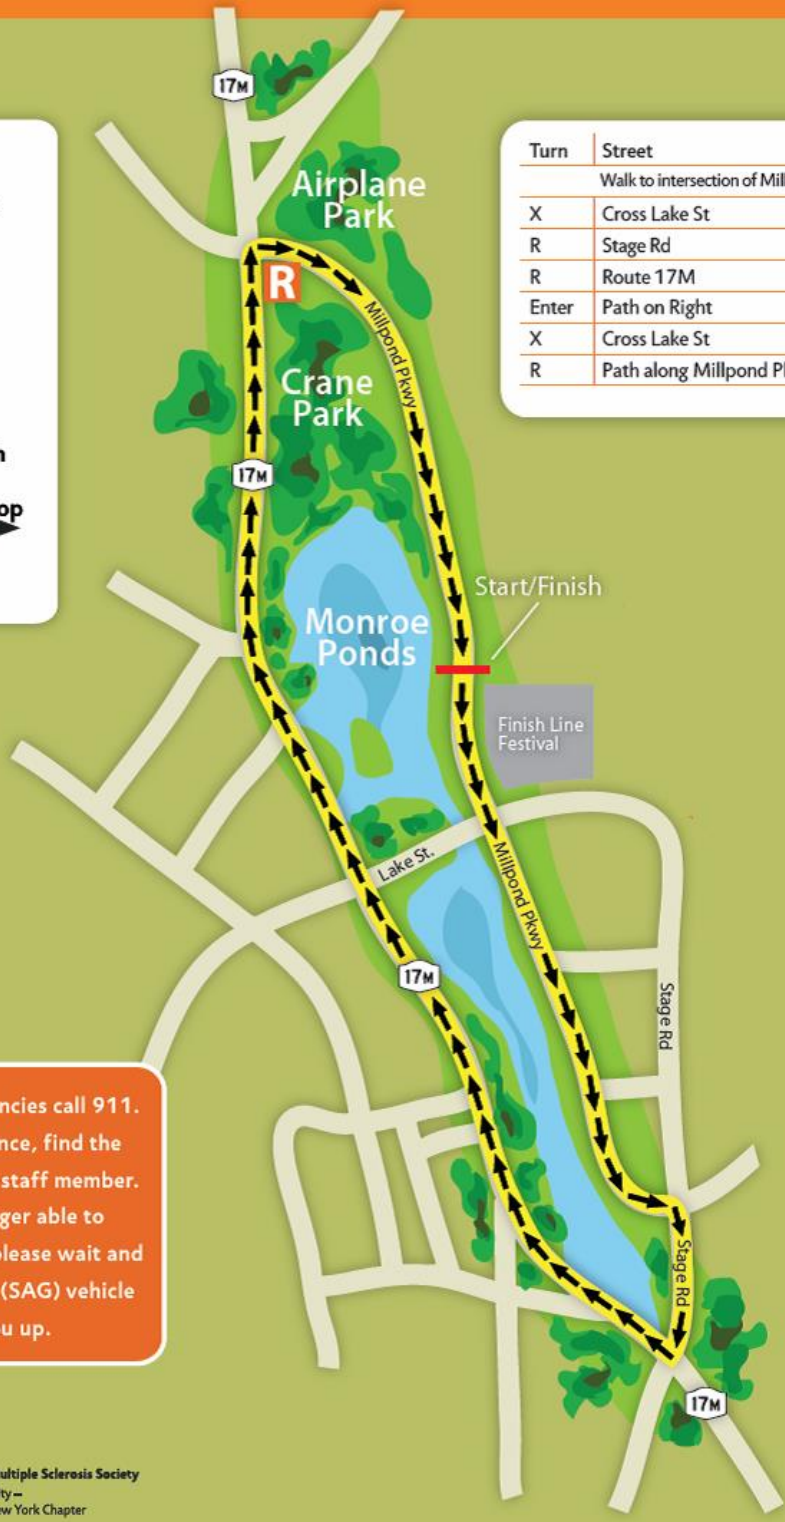 17M
Airplane
Park
Turn Street
Walk to intersection of Mill
X Cross Lake St
R Stage Rd
R Route 17M
Enter Path on Right
X Cross Lake St
R Path along Millpond
R
Millpond Pkwy
Crane
Park
17M
op
Start/Finish
Monroe
Ponds
Finish Line
Festival
Lake St.
Millpond Pkwy
17M
Stage Rd
ncies call 911.
nce, find the
staff member.
ger able to
please wait and
(SAG) vehicle
u up.
Stage Rd
17M
ultiple Sclerosis Society
ty –
ew York Chapter